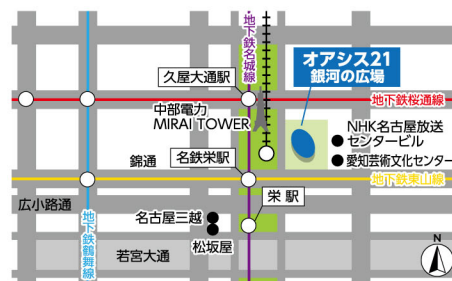 地下鉄名城線
オアシス21
銀河の広場
久屋大通駅
地下鉄桜通線
中部電力
MIRAI TOWER
NHK名古屋放送
センタービル
愛知芸術文化センター
名鉄栄駅
錦通
地下鉄東山線
広小路通
栄駅
名古屋三越
松坂屋
地下鉄鶴舞線
若宮大通
N